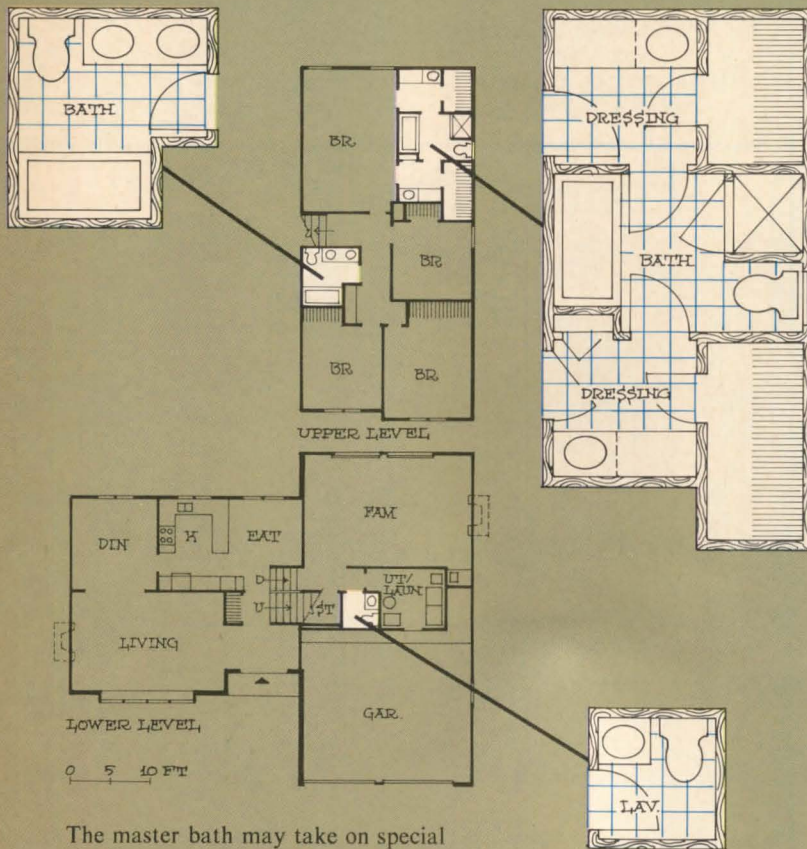 BATH
DRESSING
BATH
DRESSING
BR
BR
BR
BR
UPPER LEVEL
FAM
DIN
K
EAT
D
U
ST
UT/
LAUN.
LIVING
GAR.
LOWER LEVEL
0 5 10 FT
LAV.
The master bath may take on special